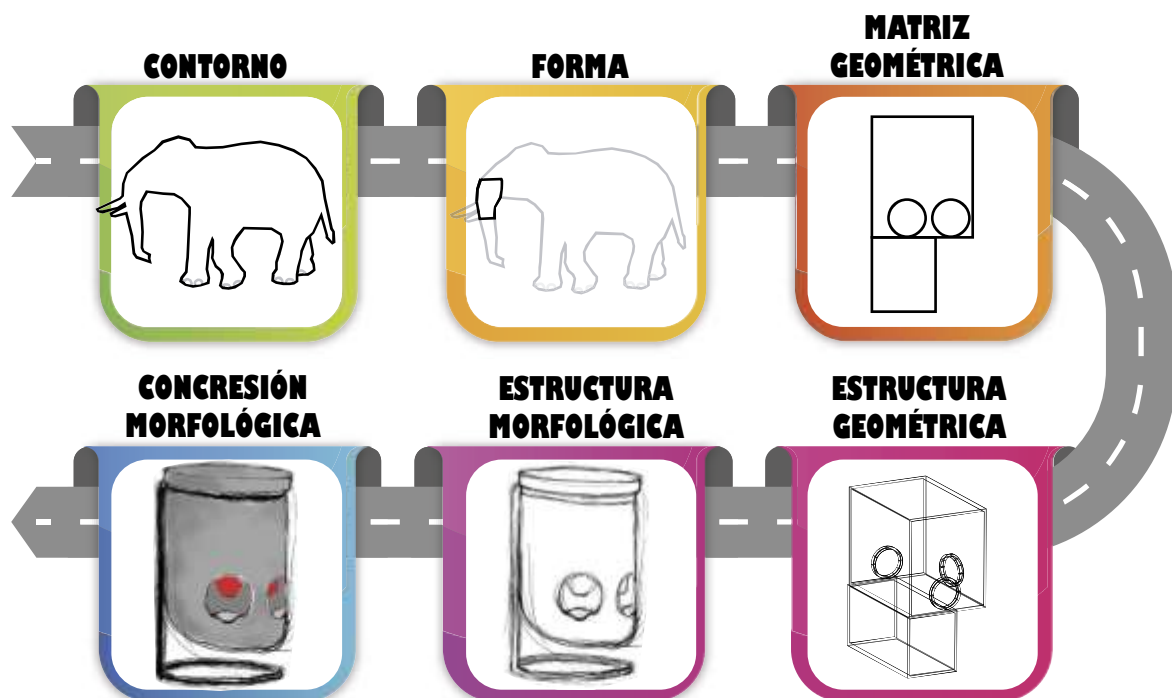 CONTORNO
FORMA
MATRIZ
GEOMÉTRICA
CONCRESIÓN
MORFOLÓGICA
ESTRUCTURA
MORFOLÓGICA
ESTRUCTURA
GEOMÉTRICA